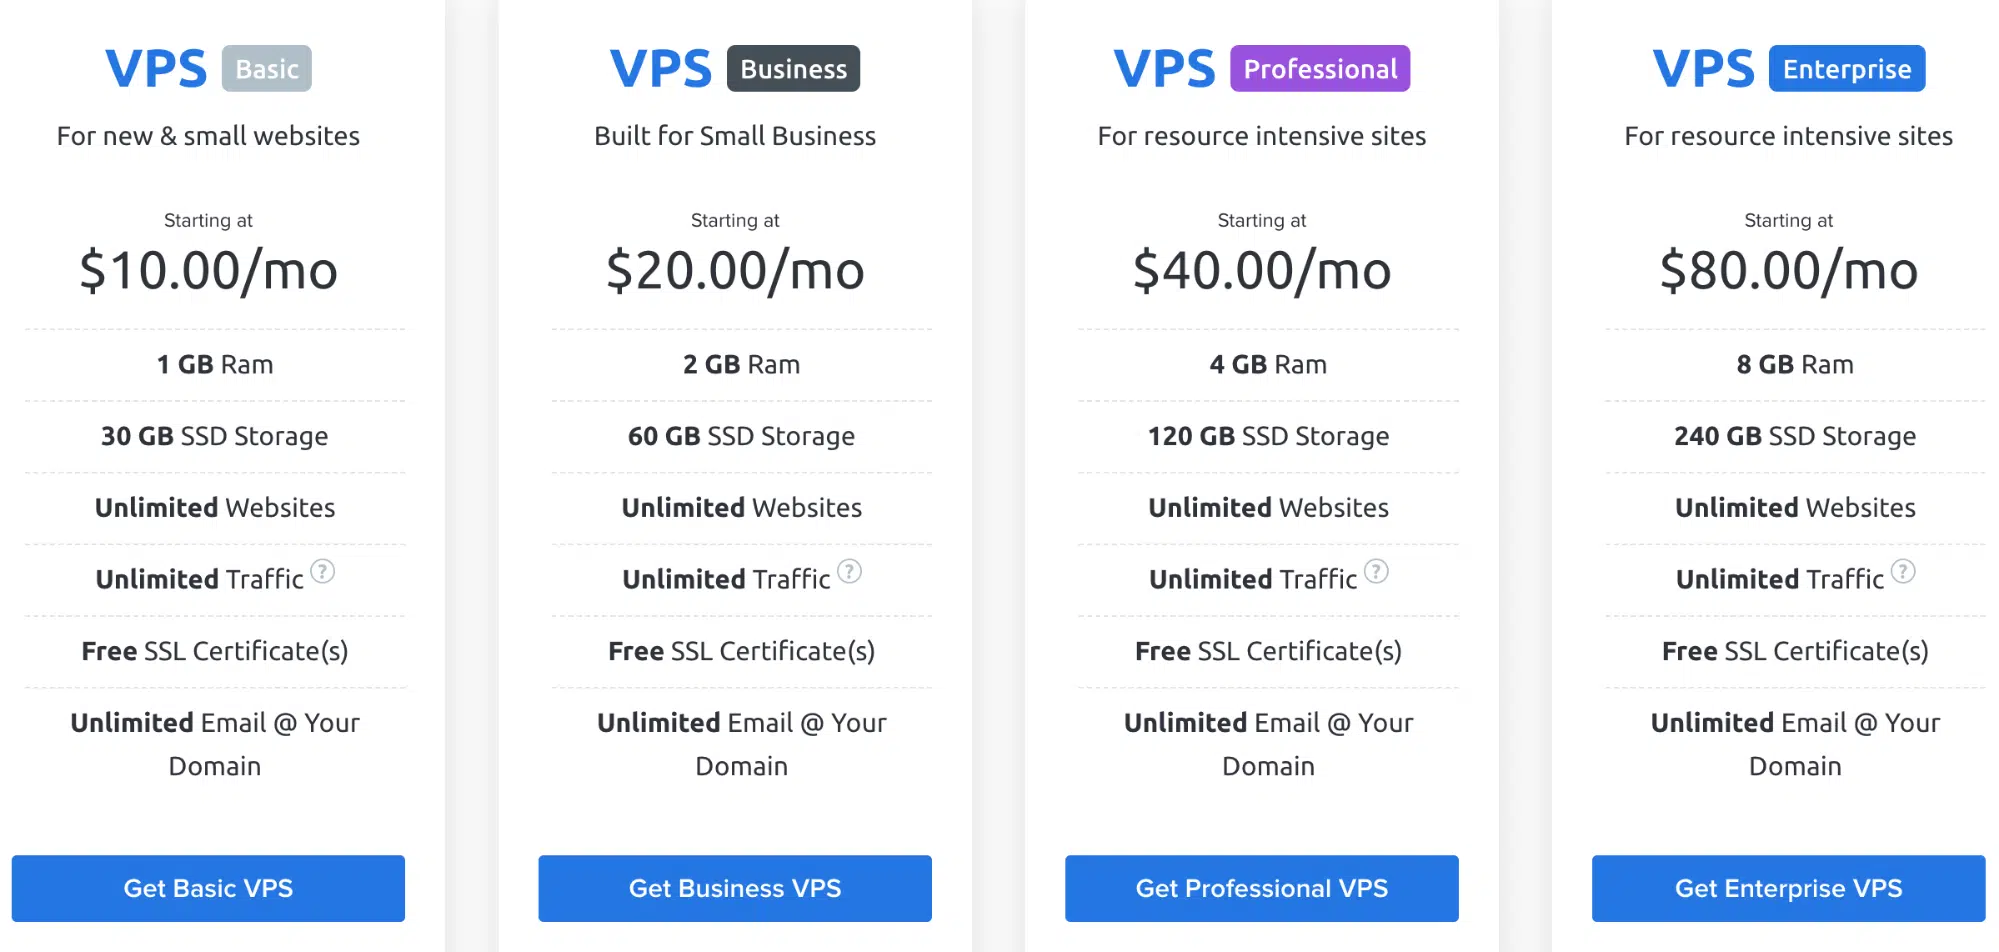 VPS Basic
For new & small websites
Starting at
$10.00/mo
1 GB Ram
30 GB SSD Storage
Unlimited Websites
Unlimited Traffic ?
Free SSL Certificate(s)
Unlimited Email @ Your
Domain
Get Basic VPS
VPS Business
Built for Small Business
Starting at
$20.00/mo
2 GB Ram
60 GB SSD Storage
Unlimited Websites
Unlimited Traffic ?
Free SSL Certificate(s)
Unlimited Email @ Your
Domain
Get Business VPS
VPS Professional
For resource intensive sites
Starting at
$40.00/mo
4 GB Ram
120 GB SSD Storage
Unlimited Websites
Unlimited Traffic ?
Free SSL Certificate(s)
Unlimited Email @ Your
Domain
Get Professional VPS
VPS Enterprise
For resource intensive sites
Starting at
$80.00/mo
8 GB Ram
240 GB SSD Storage
Unlimited Websites
Unlimited Traffic ?
Free SSL Certificate(s)
Unlimited Email @ Your
Domain
Get Enterprise VPS